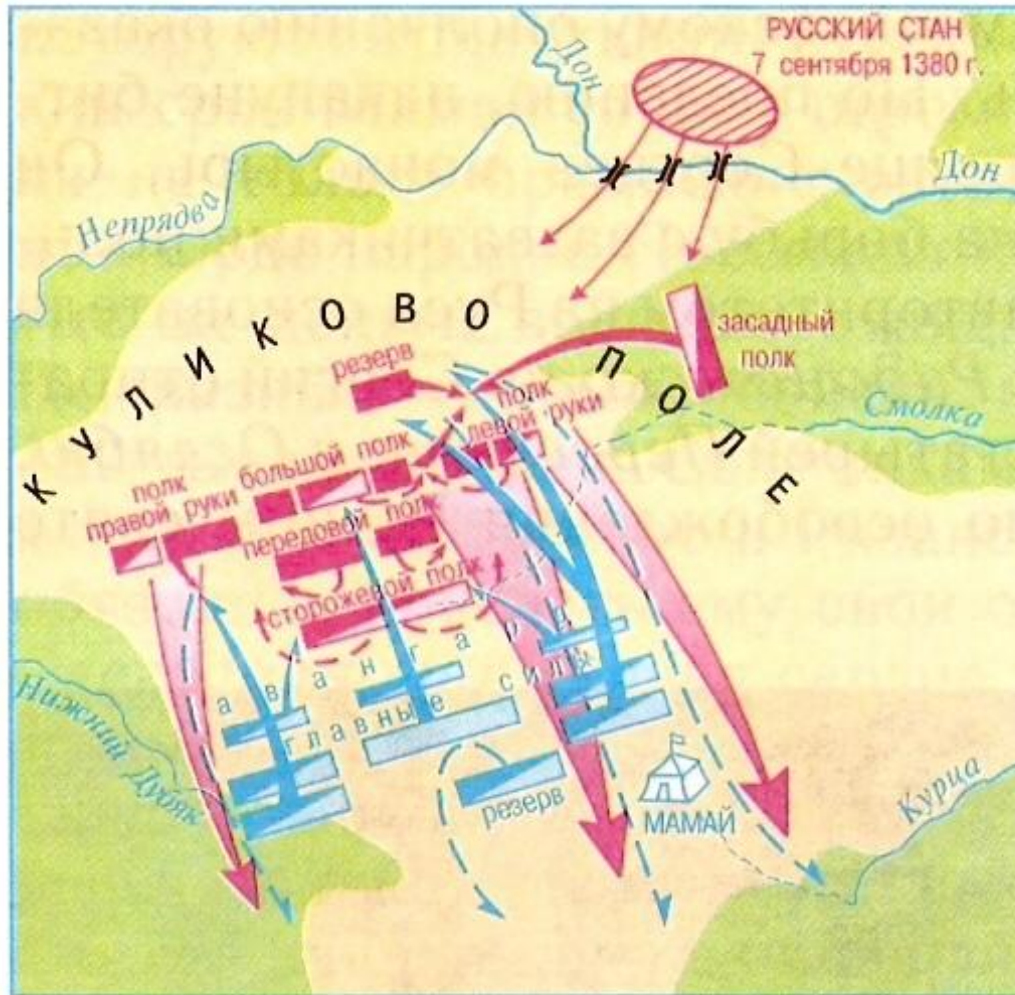 РУССКИЙ СТАН
7 сентября 1380 г.
Дон
Дон
Непрядва
КУЛИКОВО
ПОЛЕ
засадный
полк
резерв
Смолка
полк
левой руки
большой полк
полк
правой руки
передовой полк
сторожевой полк
авангард
главные силы
Нижний Дубяк
резерв
МАМАЙ
Курца